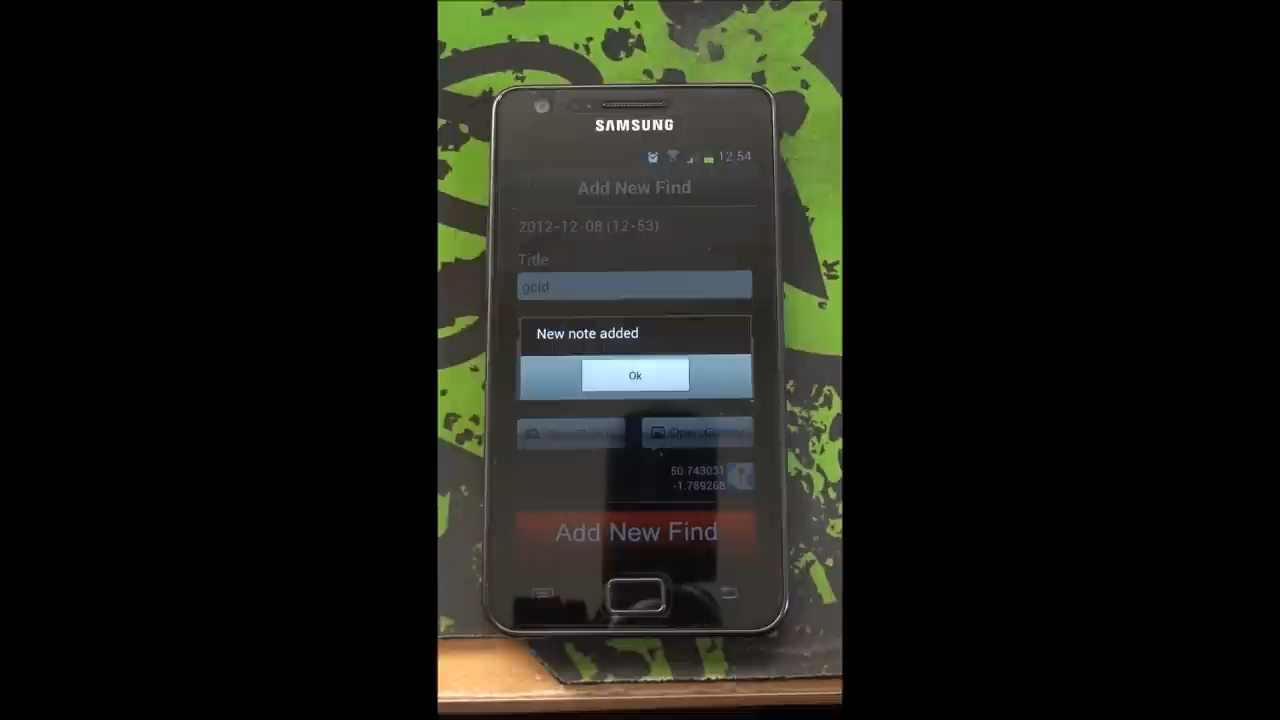 SAMSUNG
12.54
Add New Find
2012-12-08 (12-53)
Title
gold
New note added
Ok
Open
50.743031
-1.789268
Add New Find